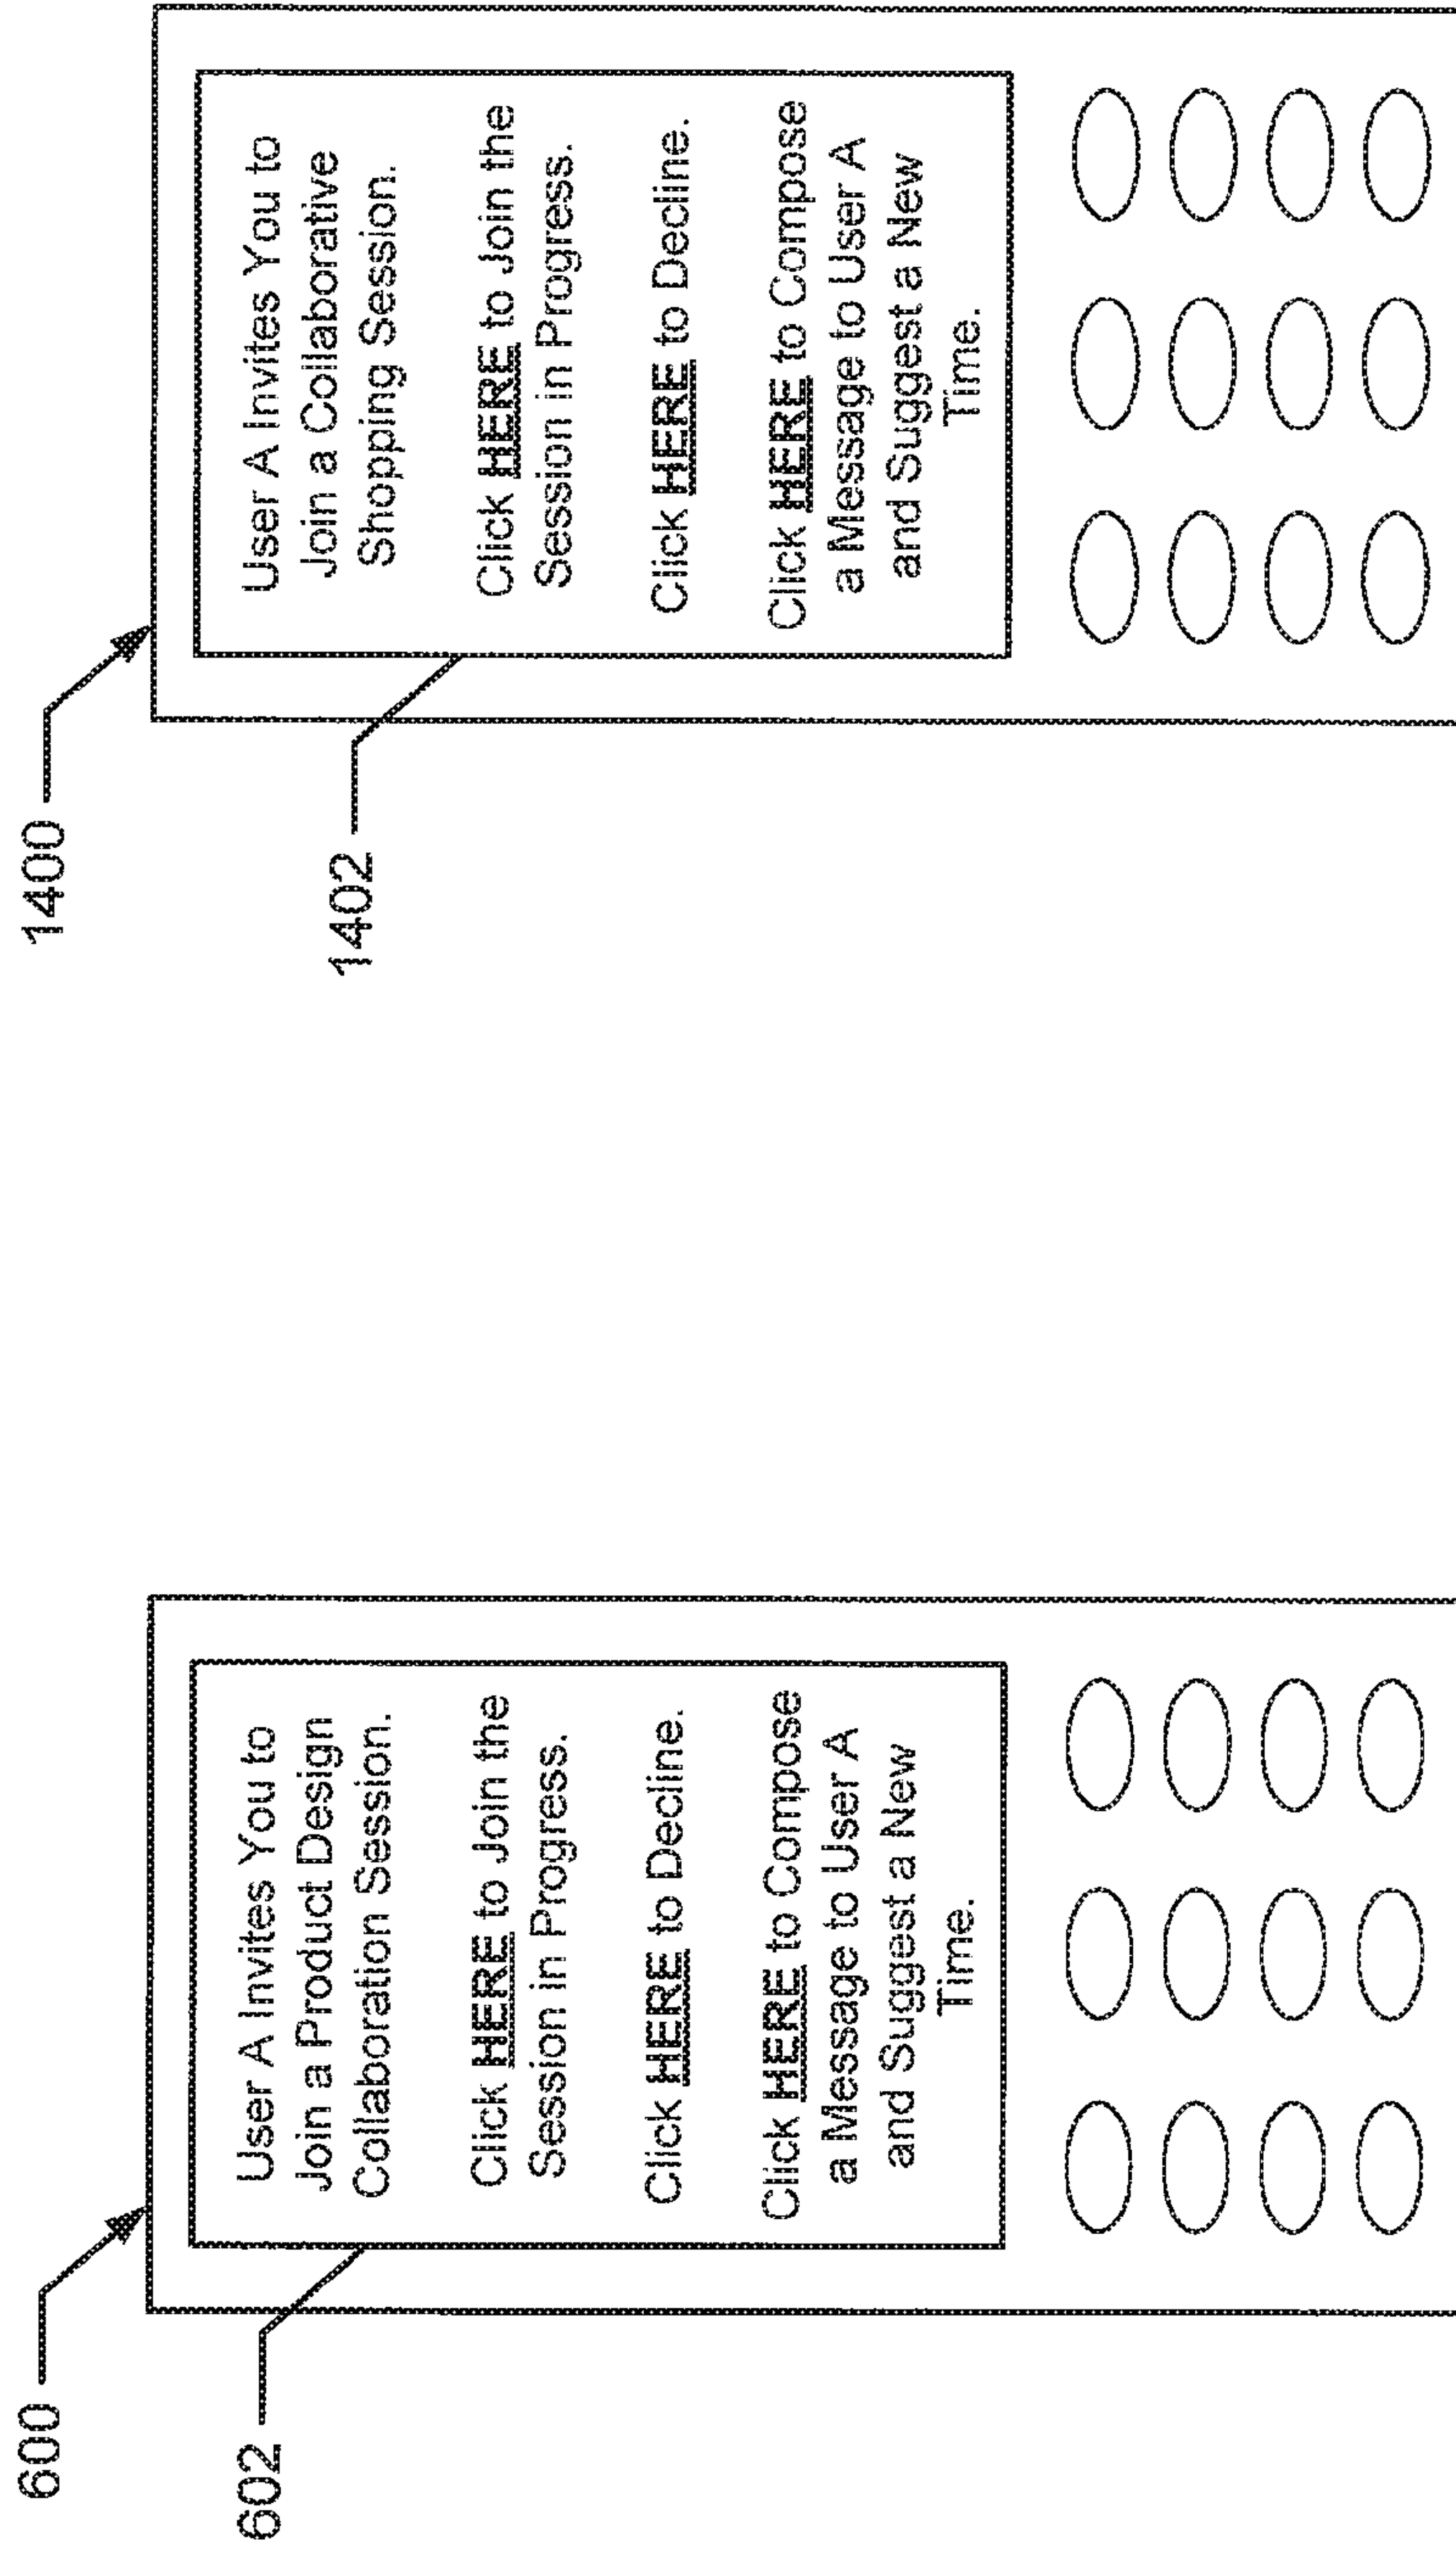 600
602
User A Invites You to
Join a Product Design
Collaboration Session.
Click HERE to Join the
Session in Progress.
Click HERE to Decline.
Click HERE to Compose
a Message to User A
and Suggest a New
Time.
1400
1402
User A Invites You to
Join a Collaborative
Shopping Session.
Click HERE to Join the
Session in Progress.
Click HERE to Decline.
Click HERE to Compose
a Message to User A
and Suggest a New
Time.